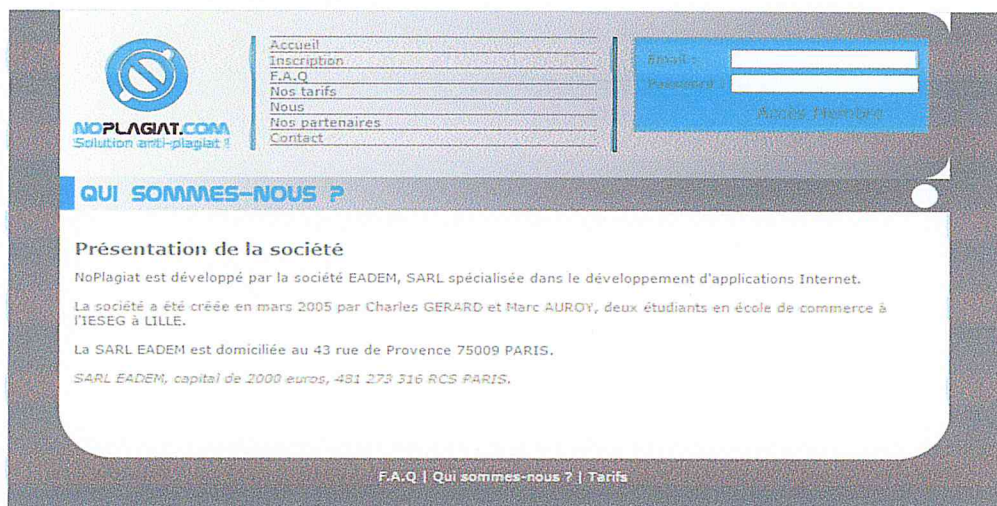 NOPLAGIAT.COM
Solution anti-plagiat !
Accueil
Inscription
F.A.Q
Nos tarifs
Nous
Nos partenaires
Contact
Email :
Password :
Accès membre
QUI SOMMES-NOUS ?
Présentation de la société
NoPlagiat est développé par la société EADEM, SARL spécialisée dans le développement d'applications Internet.
La société a été créée en mars 2005 par Charles GERARD et Marc AUROY, deux étudiants en école de commerce à
l'IESEG à LILLE.
La SARL EADEM est domiciliée au 43 rue de Provence 75009 PARIS.
SARL EADEM, capital de 2000 euros, 481 273 316 RCS PARIS.
F.A.Q | Qui sommes-nous ? | Tarifs